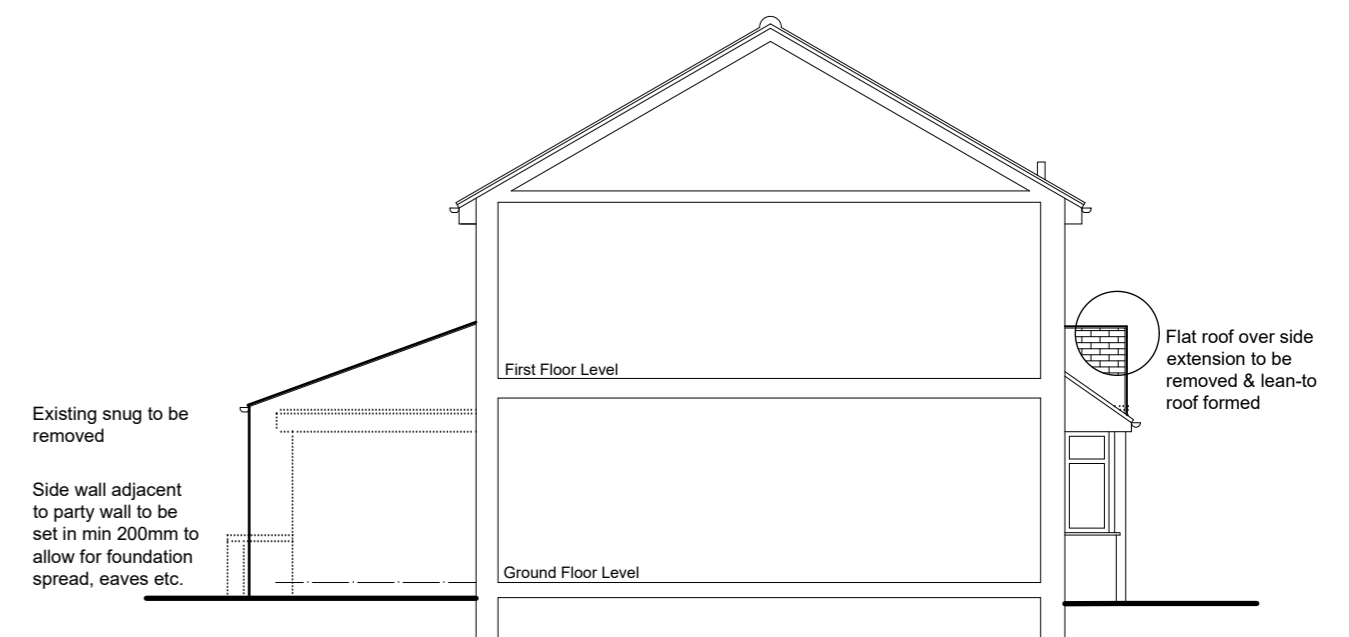 First Floor Level
Flat roof over side
extension to be
removed & lean-to
roof formed
Existing snug to be
removed
Side wall adjacent
to party wall to be
set in min 200mm to
allow for foundation
spread, eaves etc.
Ground Floor Level